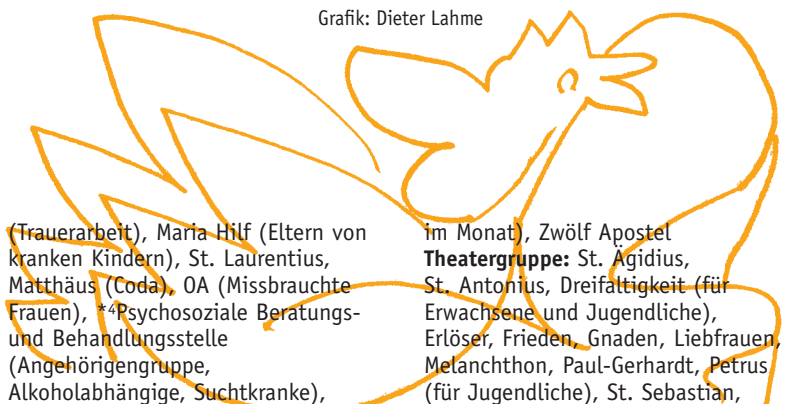 Grafik: Dieter Lahme
(Trauerarbeit), Maria Hilf (Eltern von
kranken Kindern), St. Laurentius,
Matthäus (Coda), OA (Missbrauchte
Frauen), *⁴Psychosoziale Beratungs-
und Behandlungsstelle
(Angehörigengruppe,
Alkoholabhängige, Suchtkranke),
im Monat), Zwölf Apostel
Theatergruppe: St. Ägidius,
St. Antonius, Dreifaltigkeit (für
Erwachsene und Jugendliche),
Erlöser, Frieden, Gnaden, Liebfrauen,
Melanchthon, Paul-Gerhardt, Petrus
(für Jugendliche), St. Sebastian,